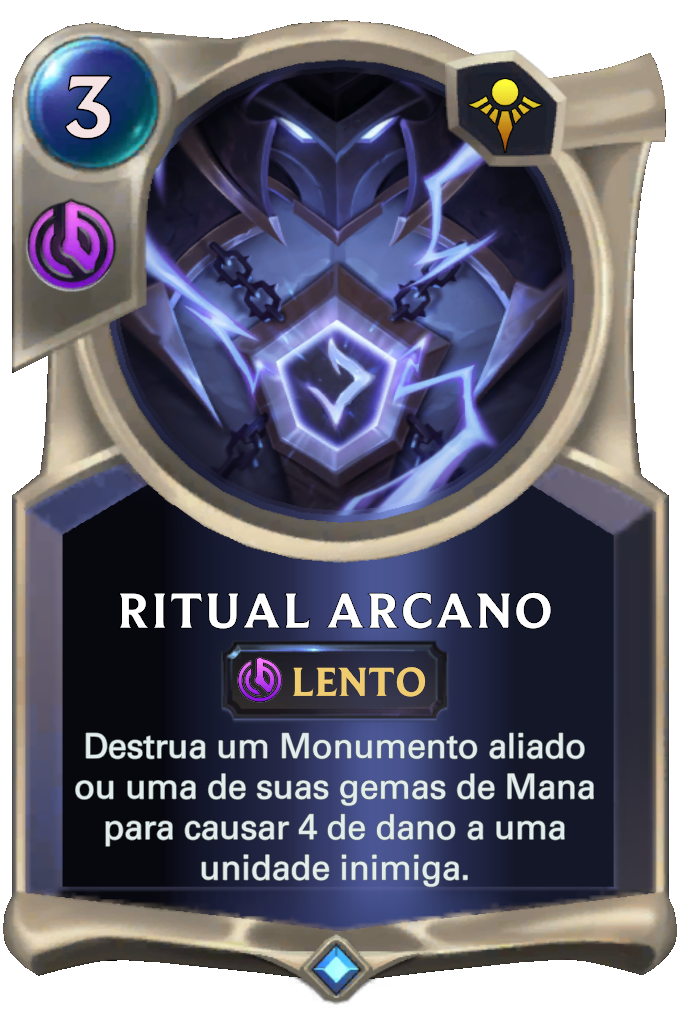 3
RITUAL ARCANO
LENTO
Destrua um Monumento aliado
ou uma de suas gemas de Mana
para causar 4 de dano a uma
unidade inimiga.